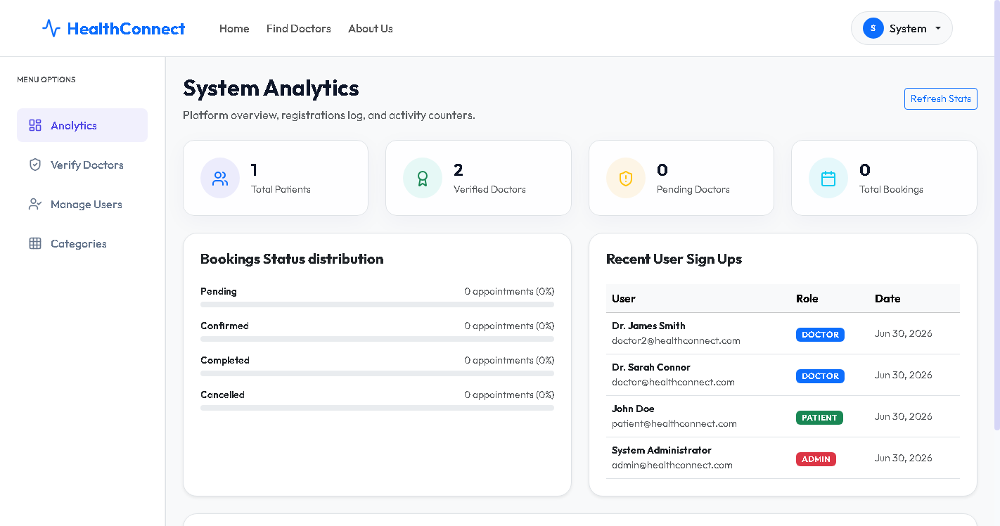 HealthConnect Home Find Doctors About Us S System
MENU OPTIONS
Analytics
Verify Doctors
Manage Users
Categories
System Analytics
Platform overview, registrations log, and activity counters.
Refresh Stats
1
Total Patients
2
Verified Doctors
0
Pending Doctors
0
Total Bookings
Bookings Status distribution
Pending 0 appointments (0%)
Confirmed 0 appointments (0%)
Completed 0 appointments (0%)
Cancelled 0 appointments (0%)
Recent User Sign Ups
User Role Date
Dr. James Smith
doctor2@healthconnect.com DOCTOR Jun 30, 2026
Dr. Sarah Connor
doctor@healthconnect.com DOCTOR Jun 30, 2026
John Doe
patient@healthconnect.com PATIENT Jun 30, 2026
System Administrator
admin@healthconnect.com ADMIN Jun 30, 2026